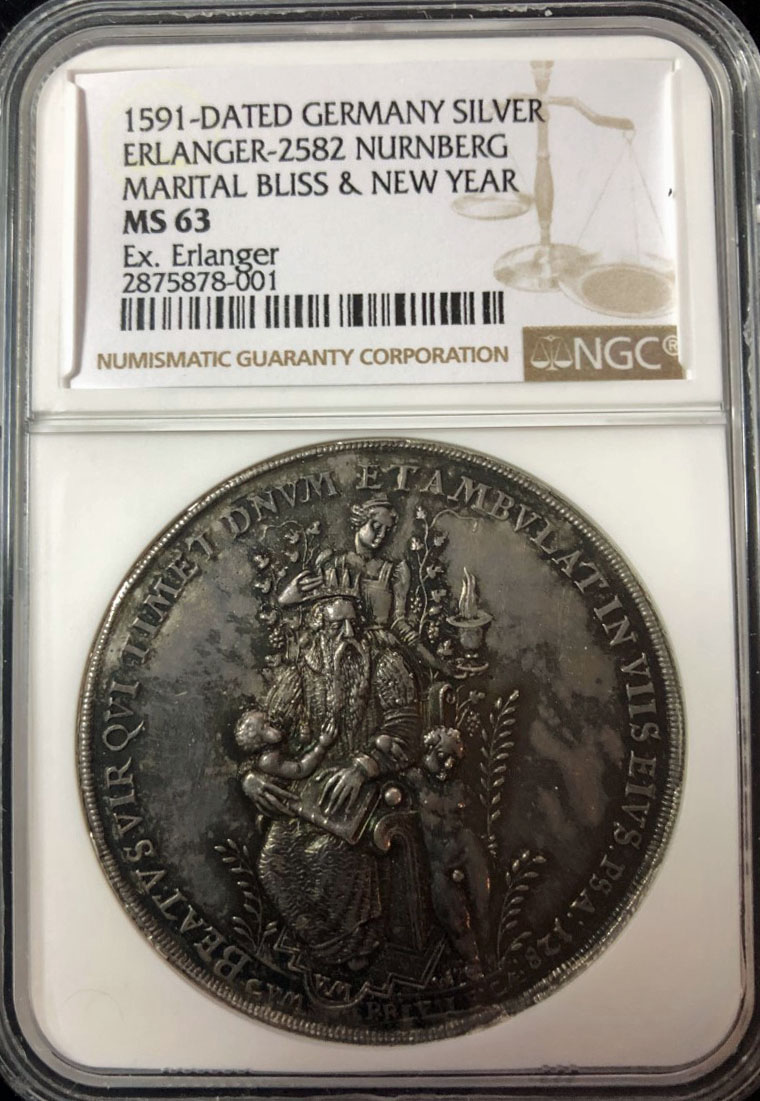 1591-DATED GERMANY SILVER
ERLANGER-2582 NURNBERG
MARITAL BLISS & NEW YEAR
MS 63
Ex. Erlanger
2875878-001
NUMISMATIC GUARANTY CORPORATION
NGC®
BEATVS VIR QVI TIMET DNVM ET AMBVLAT IN VIIS EIVS. PSA. 128